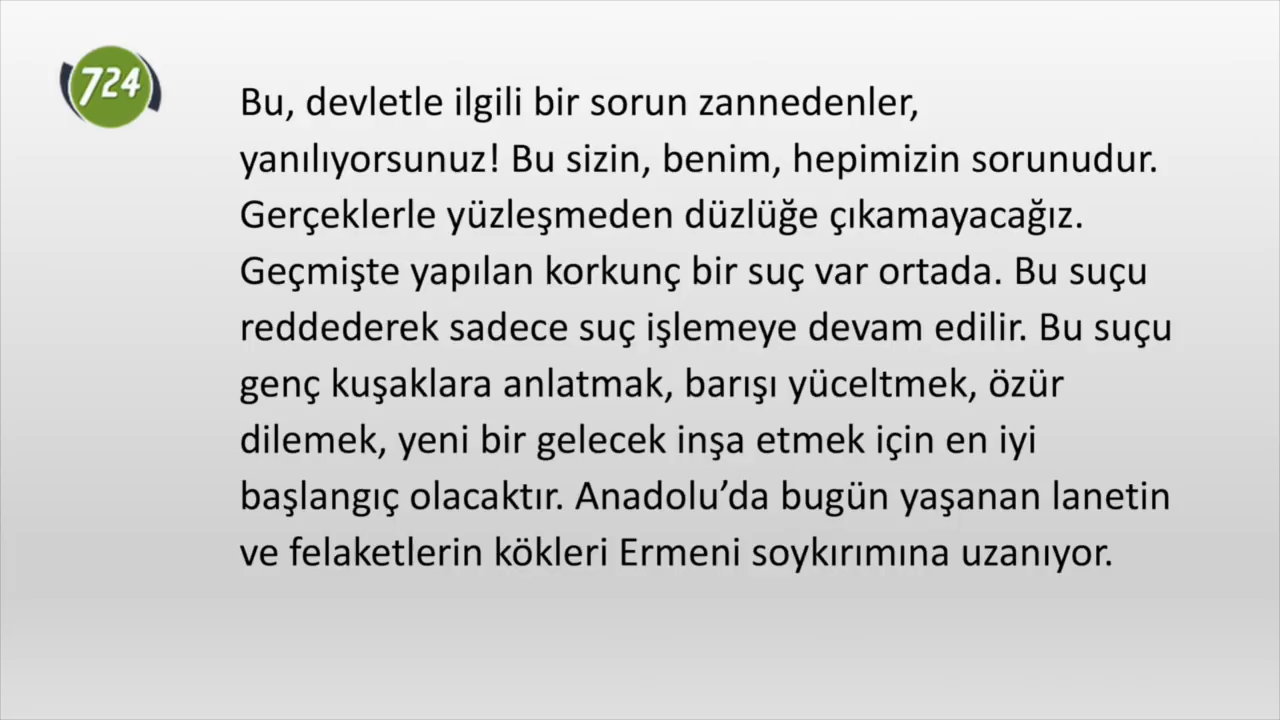 724
Bu, devletle ilgili bir sorun zannedenler,
yanılıyorsunuz! Bu sizin, benim, hepimizin sorunudur.
Gerçeklerle yüzleşmeden düzlüğe çıkamayacağız.
Geçmişte yapılan korkunç bir suç var ortada. Bu suçu
reddederek sadece suç işlemeye devam edilir. Bu suçu
genç kuşaklara anlatmak, barışı yüceltmek, özür
dilemek, yeni bir gelecek inşa etmek için en iyi
başlangıç olacaktır. Anadolu’da bugün yaşanan lanetin
ve felaketlerin kökleri Ermeni soykırımına uzanıyor.